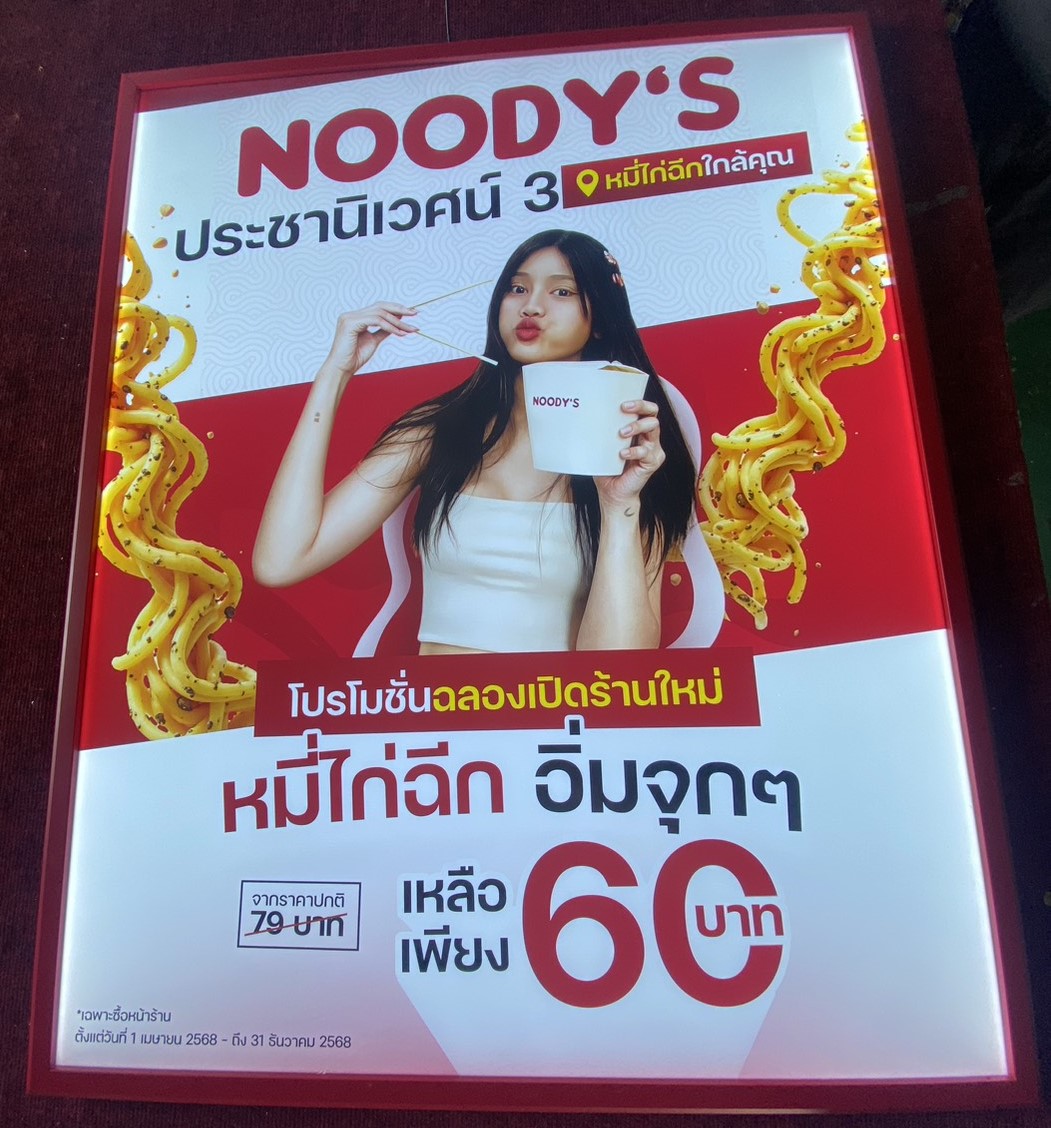 NOODY'S
ประชานิเวศน์ 3
หมี่ไก่ฉีกใกล้คุณ
NOODY'S
โปรโมชั่นฉลองเปิดร้านใหม่
หมี่ไก่ฉีก อิ่มจุกๆ
จากราคาปกติ
79 บาท
เหลือ
เพียง
60
บาท
*เฉพาะซื้อหน้าร้าน
ตั้งแต่วันที่ 1 เมษายน 2568 - ถึง 31 ธันวาคม 2568